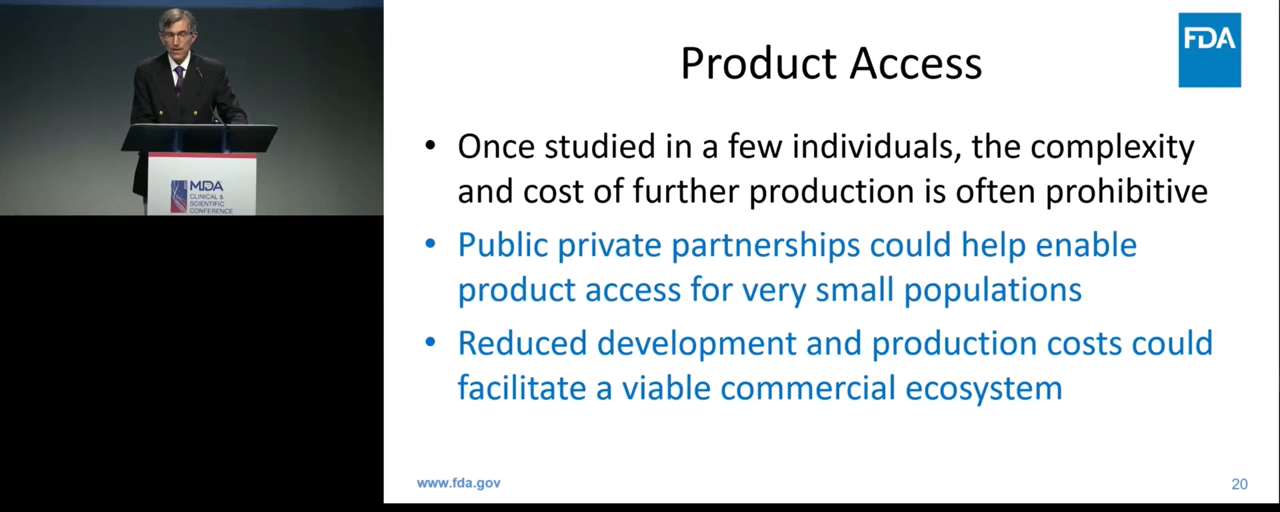 MDA
CLINICAL &
SCIENTIFIC
CONFERENCE
FDA
Product Access
• Once studied in a few individuals, the complexity
and cost of further production is often prohibitive
• Public private partnerships could help enable
product access for very small populations
• Reduced development and production costs could
facilitate a viable commercial ecosystem
www.fda.gov
20